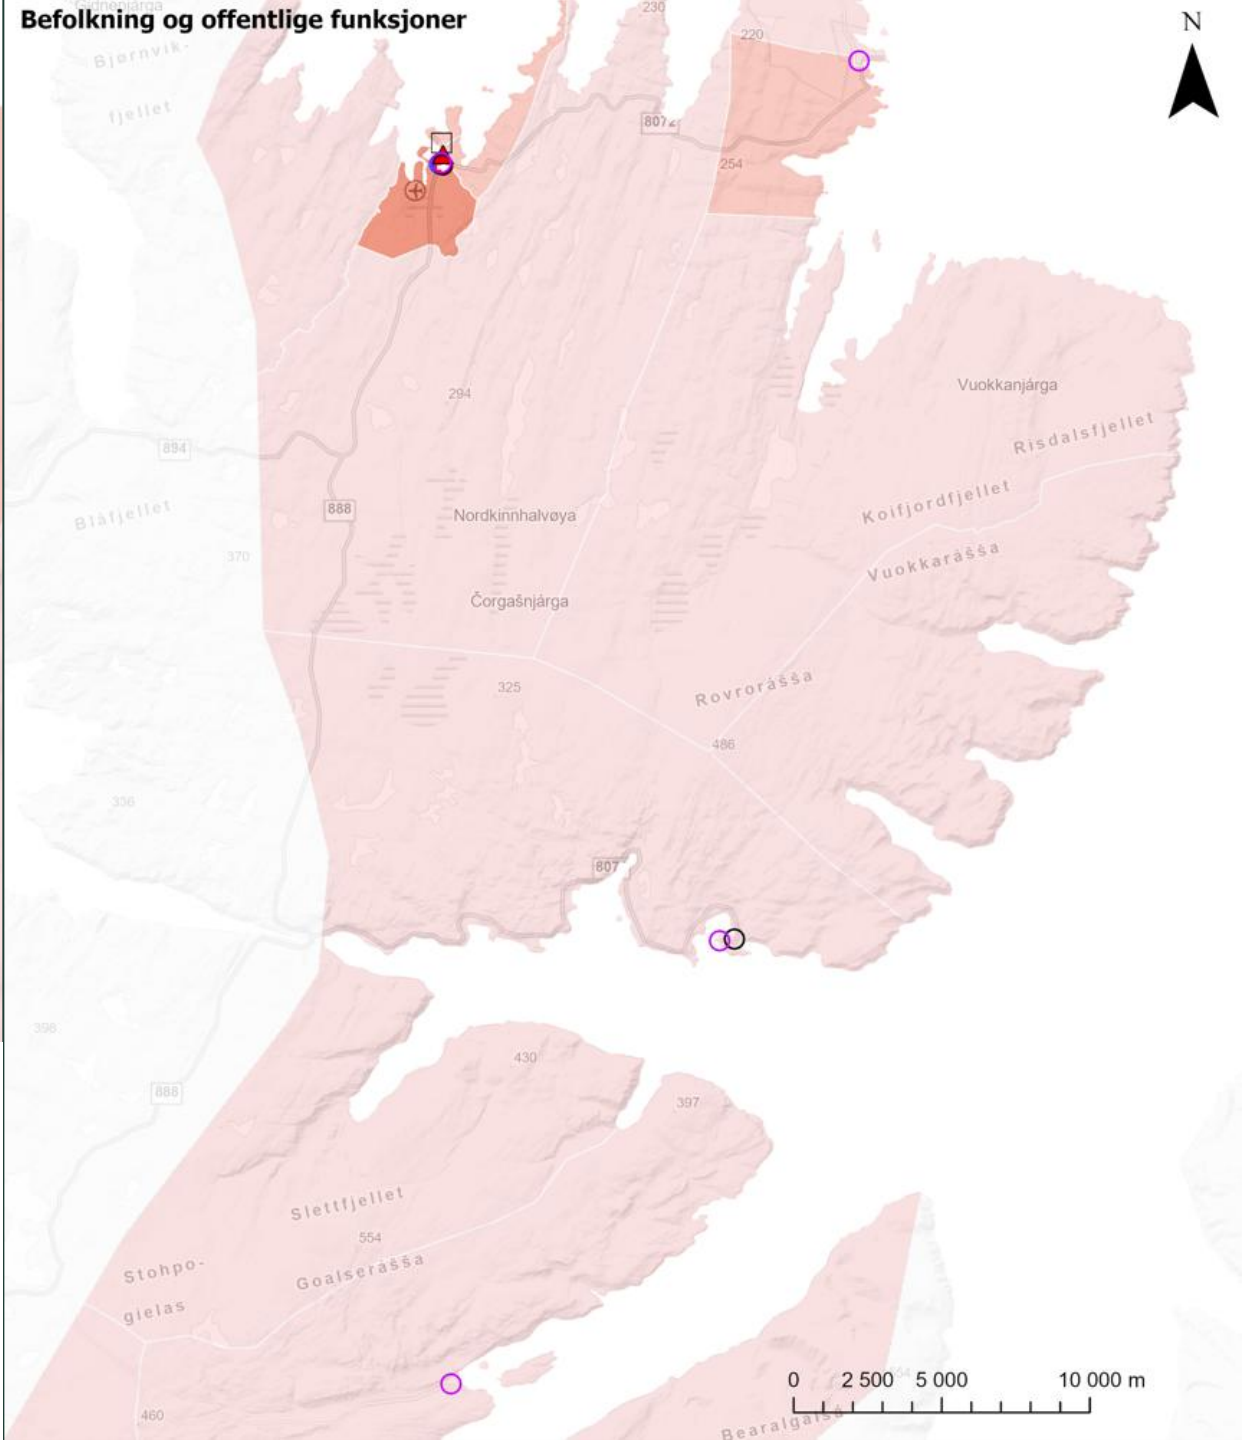 Gidnenjárga
Befolkning og offentlige funksjoner
230
N
220
Bjørnvik-
fjellet
8072
254
294
Vuokkanjárga
Risdalsfjellet
894
Koifjordfjellet
888
Blåfjellet
Nordkinnhalvøya
370
Vuokkarášša
Čorgašnjárga
325
Rovrorášša
486
336
807
398
430
888
397
Slettfjellet
554
Stohpo-
gielas
Goalserášša
0 2 500 5 000 10 000 m
460